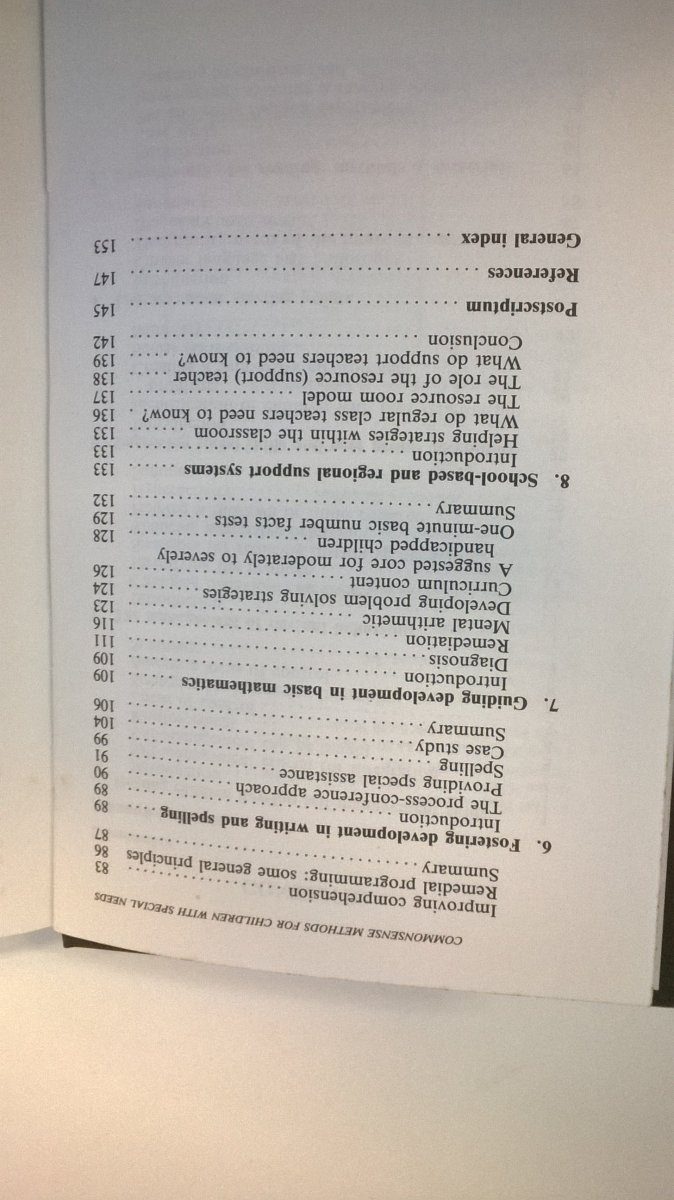 COMMONSENSE METHODS FOR CHILDREN WITH SPECIAL NEEDS
Improving comprehension . . . . . . . . . . . . . . . . . . . 83
Remedial programming: some general principles 86
Summary . . . . . . . . . . . . . . . . . . . . . . . . . . . . . . . . . 87
6. Fostering development in writing and spelling . . . . 89
Introduction . . . . . . . . . . . . . . . . . . . . . . . . . . . . . 89
The process-conference approach . . . . . . . . . . . . . 90
Providing special assistance . . . . . . . . . . . . . . . . . 91
Spelling . . . . . . . . . . . . . . . . . . . . . . . . . . . . . . . . . . 99
Case study . . . . . . . . . . . . . . . . . . . . . . . . . . . . . . . 104
Summary . . . . . . . . . . . . . . . . . . . . . . . . . . . . . . . . 106
7. Guiding development in basic mathematics . . . . . . 109
Introduction . . . . . . . . . . . . . . . . . . . . . . . . . . . . . 109
Diagnosis . . . . . . . . . . . . . . . . . . . . . . . . . . . . . . . . 111
Remediation . . . . . . . . . . . . . . . . . . . . . . . . . . . . . 116
Mental arithmetic . . . . . . . . . . . . . . . . . . . . . . . . 123
Developing problem solving strategies . . . . . . . . . 124
Curriculum content . . . . . . . . . . . . . . . . . . . . . . . 126
A suggested core for moderately to severely
handicapped children . . . . . . . . . . . . . . . . . . . . 128
One-minute basic number facts tests . . . . . . . . . . 129
Summary . . . . . . . . . . . . . . . . . . . . . . . . . . . . . . . . 132
8. School-based and regional support systems . . . . . . 133
Introduction . . . . . . . . . . . . . . . . . . . . . . . . . . . . . 133
Helping strategies within the classroom . . . . . . . 133
What do regular class teachers need to know? . 136
The resource room model . . . . . . . . . . . . . . . . . . 137
The role of the resource (support) teacher . . . . . 138
What do support teachers need to know? . . . . . 139
Conclusion . . . . . . . . . . . . . . . . . . . . . . . . . . . . . . 142
Postscriptum . . . . . . . . . . . . . . . . . . . . . . . . . . . . . . . . . . 145
References . . . . . . . . . . . . . . . . . . . . . . . . . . . . . . . . . . . . 147
General index . . . . . . . . . . . . . . . . . . . . . . . . . . . . . . . . . 153